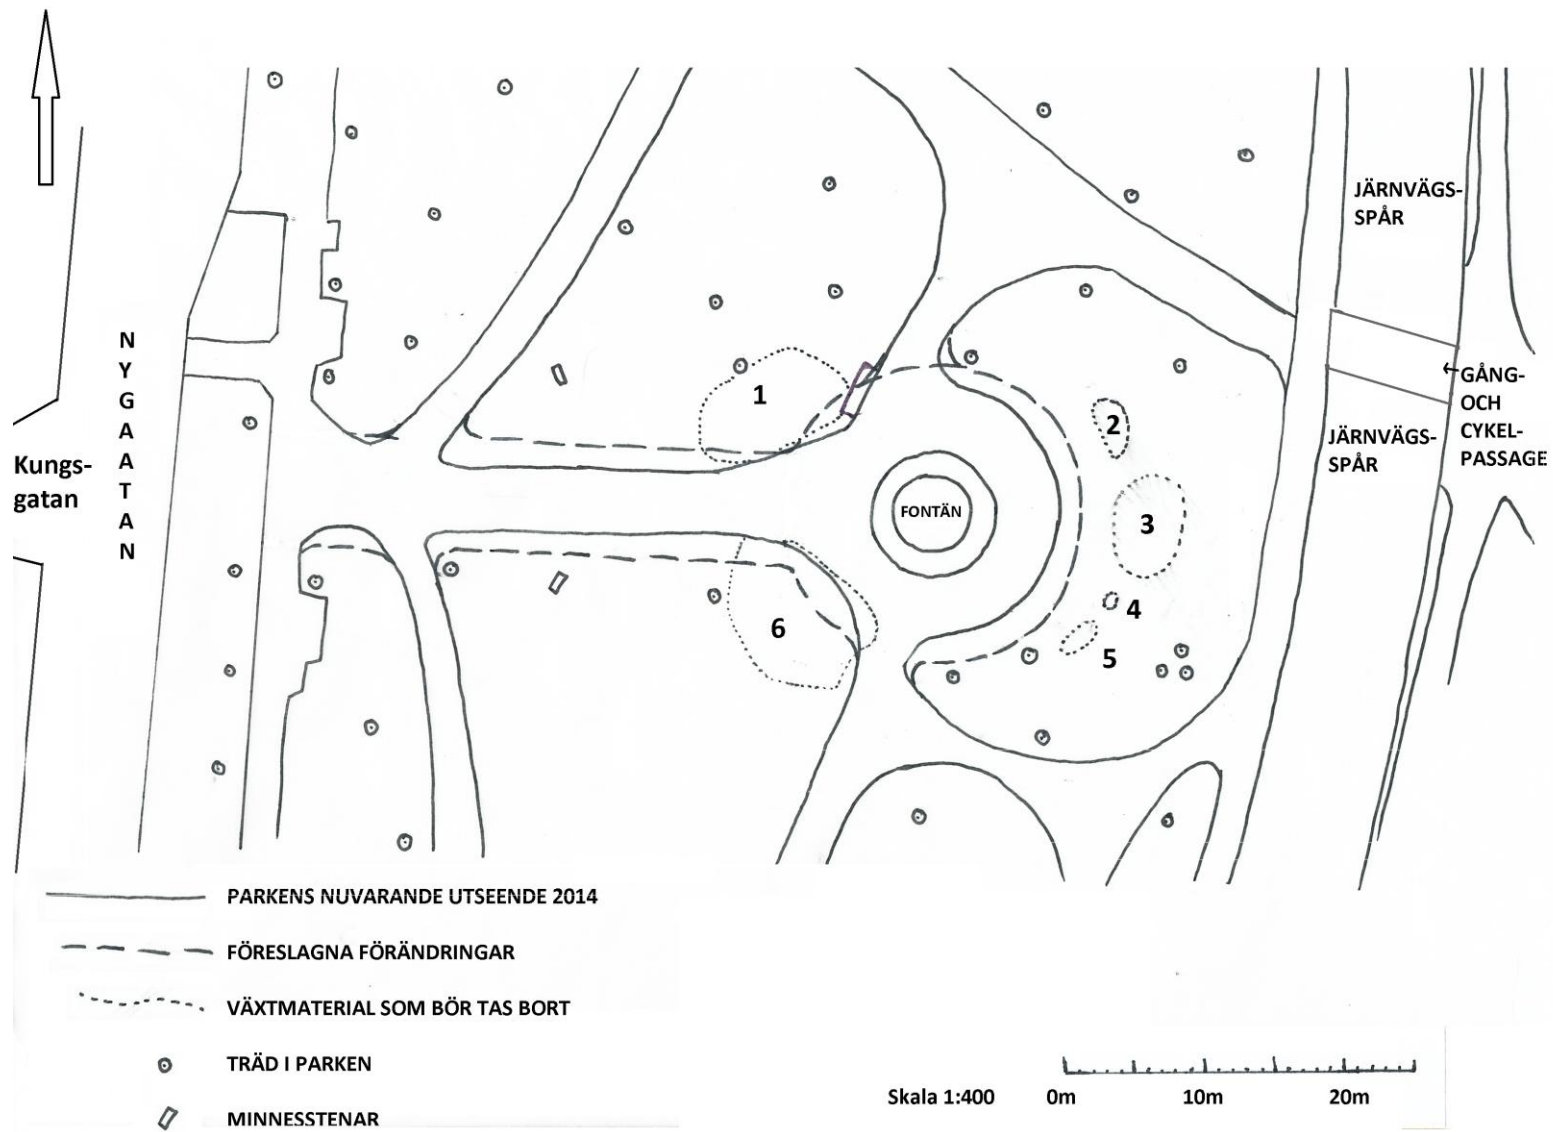 JÄRNVÄGS-
SPÅR
N
Y
G
A
A
T
A
N
Kungs-
gatan
1
2
3
4
5
6
FONTÄN
JÄRNVÄGS-
SPÅR
←GÅNG-
OCH
CYKEL-
PASSAGE
PARKENS NUVARANDE UTSEENDE 2014
FÖRESLAGNA FÖRÄNDRINGAR
VÄXTMATERIAL SOM BÖR TAS BORT
TRÄD I PARKEN
MINNESSTENAR
Skala 1:400 0m 10m 20m